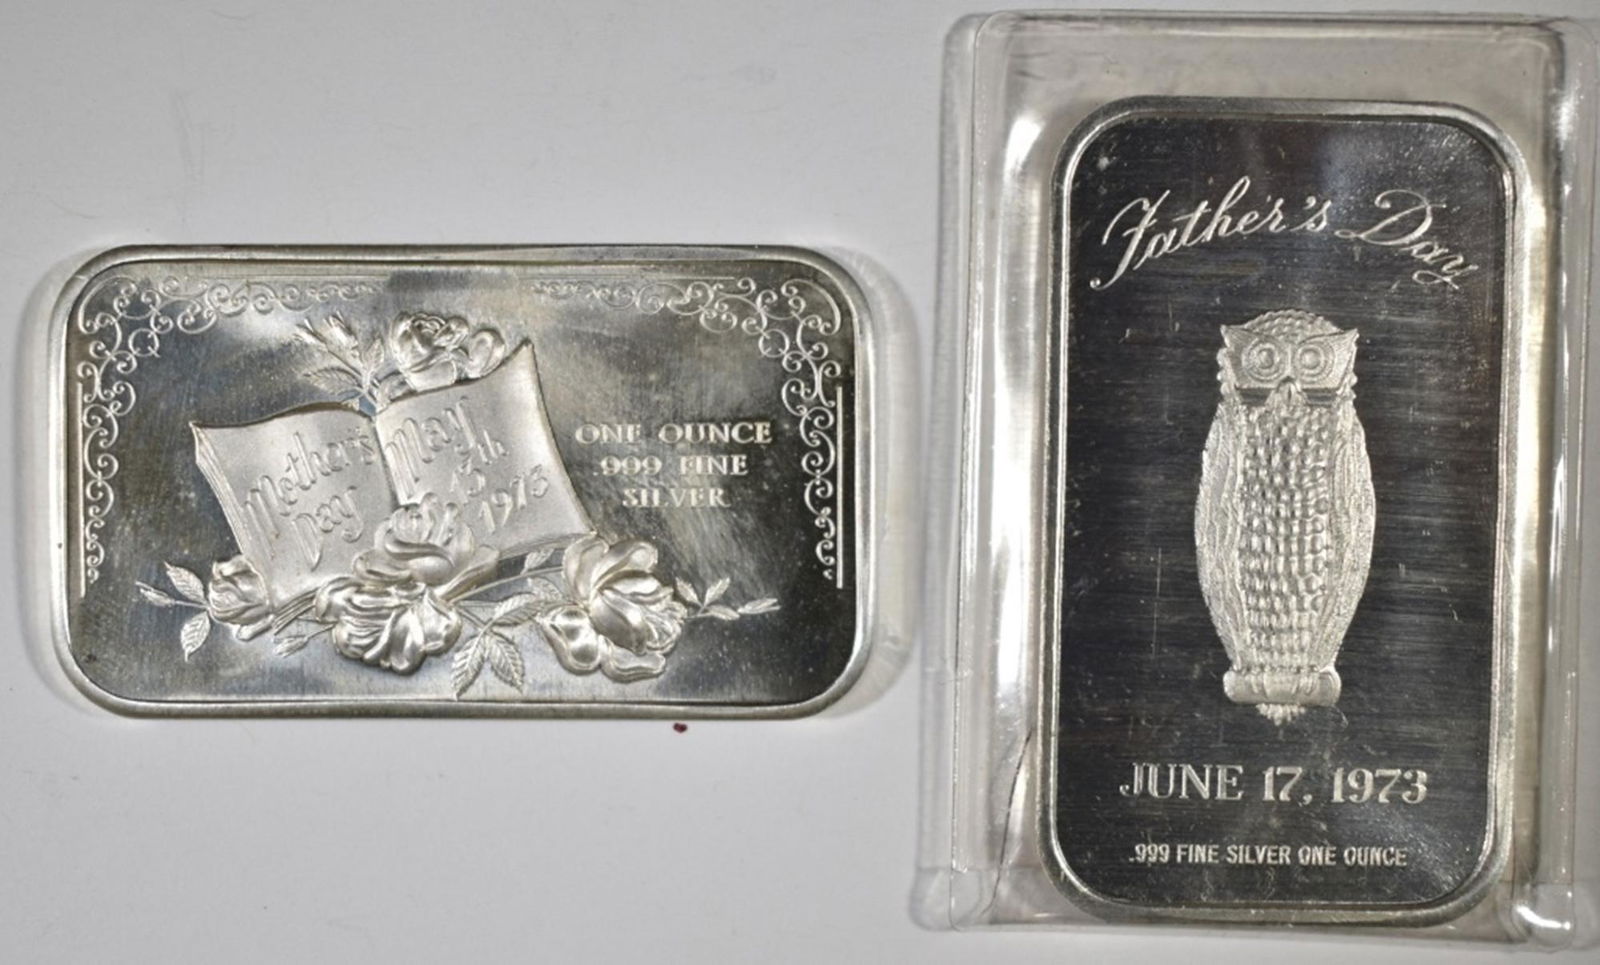 Mother's
Day
May
13th
1973
ONE OUNCE
.999 FINE
SILVER
Father's Day
JUNE 17, 1973
.999 FINE SILVER ONE OUNCE